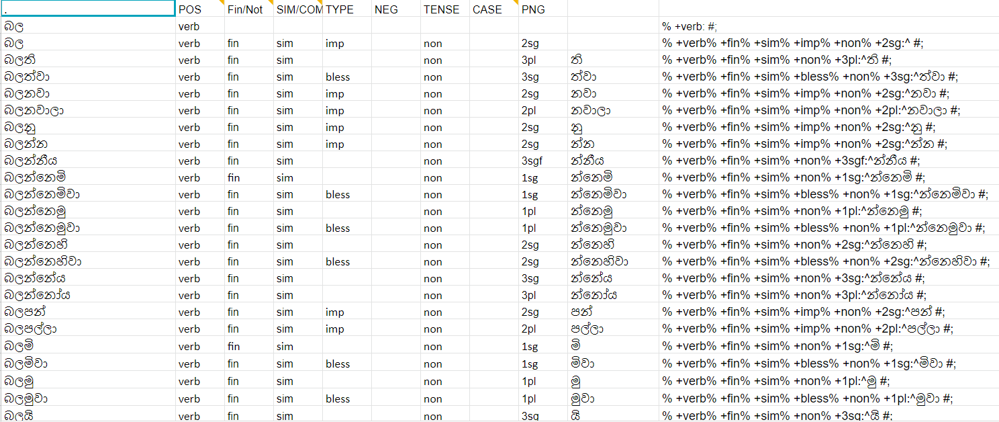 . POS Fin/Not SIM/COM TYPE NEG TENSE CASE PNG
බල verb % +verb: #;
බල verb fin sim imp non 2sg % +verb% +fin% +sim% +imp% +non% +2sg:^ #;
බලති verb fin sim non 3pl ති % +verb% +fin% +sim% +non% +3pl:^ති #;
බලත්වා verb fin sim bless non 3sg ත්වා % +verb% +fin% +sim% +bless% +non% +3sg:^ත්වා #;
බලනවා verb fin sim imp non 2sg නවා % +verb% +fin% +sim% +imp% +non% +2sg:^නවා #;
බලනවාලා verb fin sim imp non 2pl නවාලා % +verb% +fin% +sim% +imp% +non% +2pl:^නවාලා #;
බලනු verb fin sim imp non 2sg නු % +verb% +fin% +sim% +imp% +non% +2sg:^නු #;
බලන්න verb fin sim imp non 2sg න්න % +verb% +fin% +sim% +imp% +non% +2sg:^න්න #;
බලන්නීය verb fin sim non 3sgf න්නීය % +verb% +fin% +sim% +non% +3sgf:^න්නීය #;
බලන්නෙමි verb fin sim non 1sg න්නෙමි % +verb% +fin% +sim% +non% +1sg:^න්නෙමි #;
බලන්නෙමිවා verb fin sim bless non 1sg න්නෙමිවා % +verb% +fin% +sim% +bless% +non% +1sg:^න්නෙමිවා #;
බලන්නෙමු verb fin sim non 1pl න්නෙමු % +verb% +fin% +sim% +non% +1pl:^න්නෙමු #;
බලන්නෙමුවා verb fin sim bless non 1pl න්නෙමුවා % +verb% +fin% +sim% +bless% +non% +1pl:^න්නෙමුවා #;
බලන්නෙහි verb fin sim non 2sg න්නෙහි % +verb% +fin% +sim% +non% +2sg:^න්නෙහි #;
බලන්නෙහිවා verb fin sim bless non 2sg න්නෙහිවා % +verb% +fin% +sim% +bless% +non% +2sg:^න්නෙහිවා #;
බලන්නේය verb fin sim non 3sg න්නේය % +verb% +fin% +sim% +non% +3sg:^න්නේය #;
බලන්නෝය verb fin sim non 3pl න්නෝය % +verb% +fin% +sim% +non% +3pl:^න්නෝය #;
බලපන් verb fin sim imp non 2sg පන් % +verb% +fin% +sim% +imp% +non% +2sg:^පන් #;
බලපල්ලා verb fin sim imp non 2pl පල්ලා % +verb% +fin% +sim% +imp% +non% +2pl:^පල්ලා #;
බලමි verb fin sim non 1sg මි % +verb% +fin% +sim% +non% +1sg:^මි #;
බලමිවා verb fin sim bless non 1sg මිවා % +verb% +fin% +sim% +bless% +non% +1sg:^මිවා #;
බලමු verb fin sim non 1pl මු % +verb% +fin% +sim% +non% +1pl:^මු #;
බලමුවා verb fin sim bless non 1pl මුවා % +verb% +fin% +sim% +bless% +non% +1pl:^මුවා #;
බලයි verb fin sim non 3sg යි % +verb% +fin% +sim% +non% +3sg:^යි #;